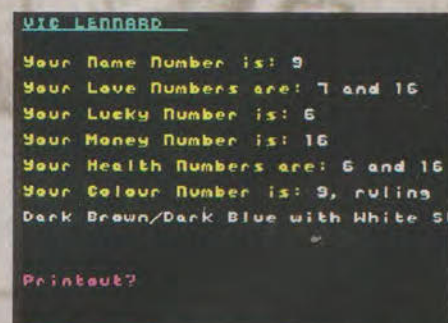 VIC LENNARD
Your Name Number is: 9
Your Love Numbers are: 7 and 16
Your Lucky Number is: 6
Your Money Number is: 16
Your Health Numbers are: 6 and 16
Your Colour Number is: 9, ruling
Dark Brown/Dark Blue with White
Printout?